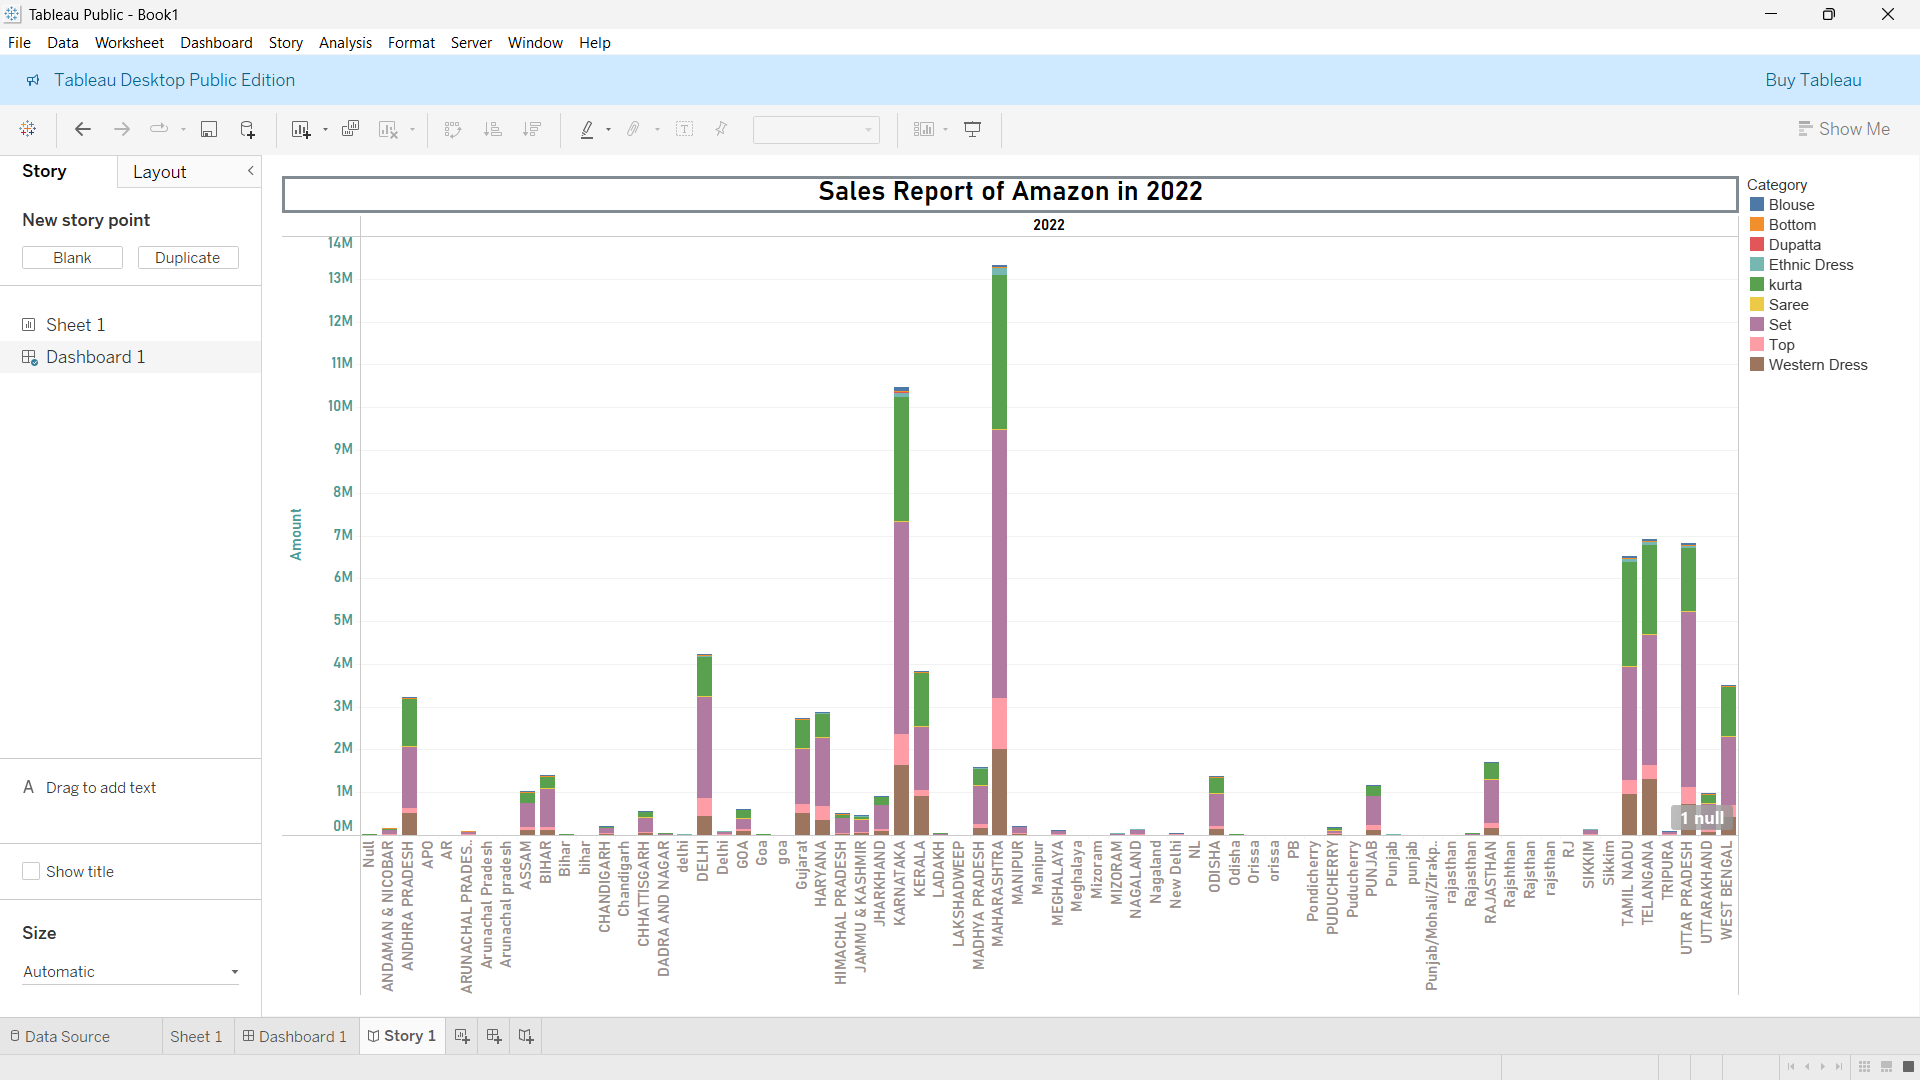 Tableau Public - Book1
File Data Worksheet Dashboard Story Analysis Format Server Window Help
Tableau Desktop Public Edition
Buy Tableau
Show Me
Story
Layout
New story point
Blank
Duplicate
Sheet 1
Dashboard 1
A Drag to add text
Show title
Size
Automatic
Sales Report of Amazon in 2022
2022
14M
13M
12M
11M
10M
9M
8M
7M
6M
5M
4M
3M
2M
1M
0M
Amount
Null
ANDAMAN & NICOBAR
ANDHRA PRADESH
APO
AR
ARUNACHAL PRADES..
Arunachal Pradesh
Arunachal pradesh
ASSAM
BIHAR
Bihar
bihar
CHANDIGARH
Chandigarh
CHHATTISGARH
DADRA AND NAGAR
delhi
DELHI
Delhi
GOA
Goa
goa
Gujarat
HARYANA
HIMACHAL PRADESH
JAMMU & KASHMIR
JHARKHAND
KARNATAKA
KERALA
LADAKH
LAKSHADWEEP
MADHYA PRADESH
MAHARASHTRA
MANIPUR
Manipur
MEGHALAYA
Meghalaya
Mizoram
MIZORAM
NAGALAND
Nagaland
New Delhi
NL
ODISHA
Odisha
Orissa
orissa
PB
Pondicherry
PUDUCHERRY
Puducherry
PUNJAB
Punjab
punjab
Punjab/Mohali/Zirakp..
rajasthan
Rajasthan
RAJASTHAN
Rajshthan
Rajsthan
rajsthan
RJ
SIKKIM
Sikkim
TAMIL NADU
TELANGANA
TRIPURA
UTTAR PRADESH
UTTARAKHAND
WEST BENGAL
1 null
Category
Blouse
Bottom
Dupatta
Ethnic Dress
kurta
Saree
Set
Top
Western Dress
Data Source
Sheet 1
Dashboard 1
Story 1